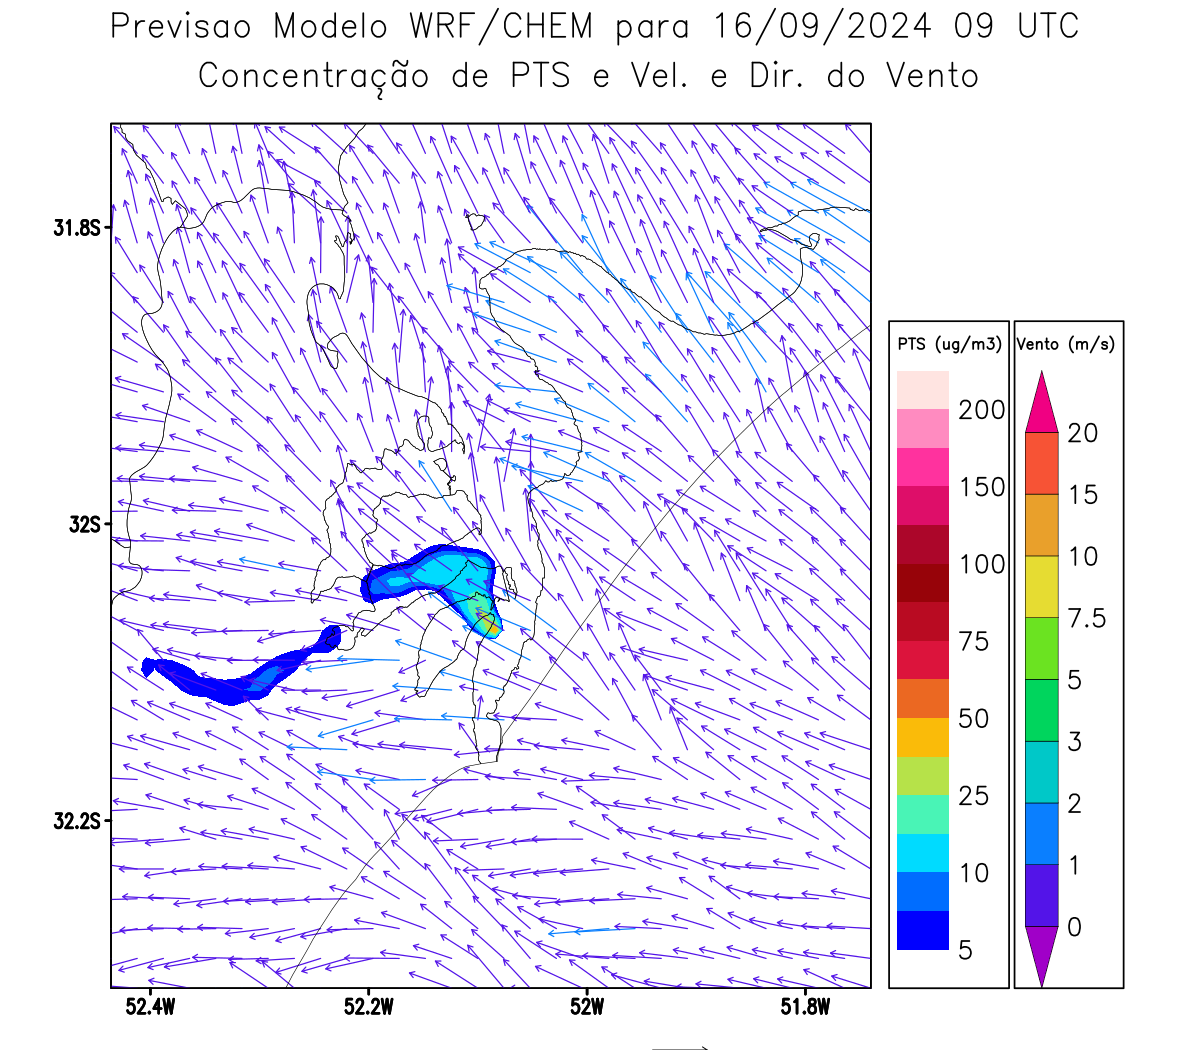 Previsao Modelo WRF/CHEM para 16/09/2024 09 UTC
Concentração de PTS e Vel. e Dir. do Vento
31.8S
32S
32.2S
52.4W
52.2W
52W
51.8W
PTS (ug/m3)
200
150
100
75
50
25
10
5
Vento (m/s)
20
15
10
7.5
5
3
2
1
0